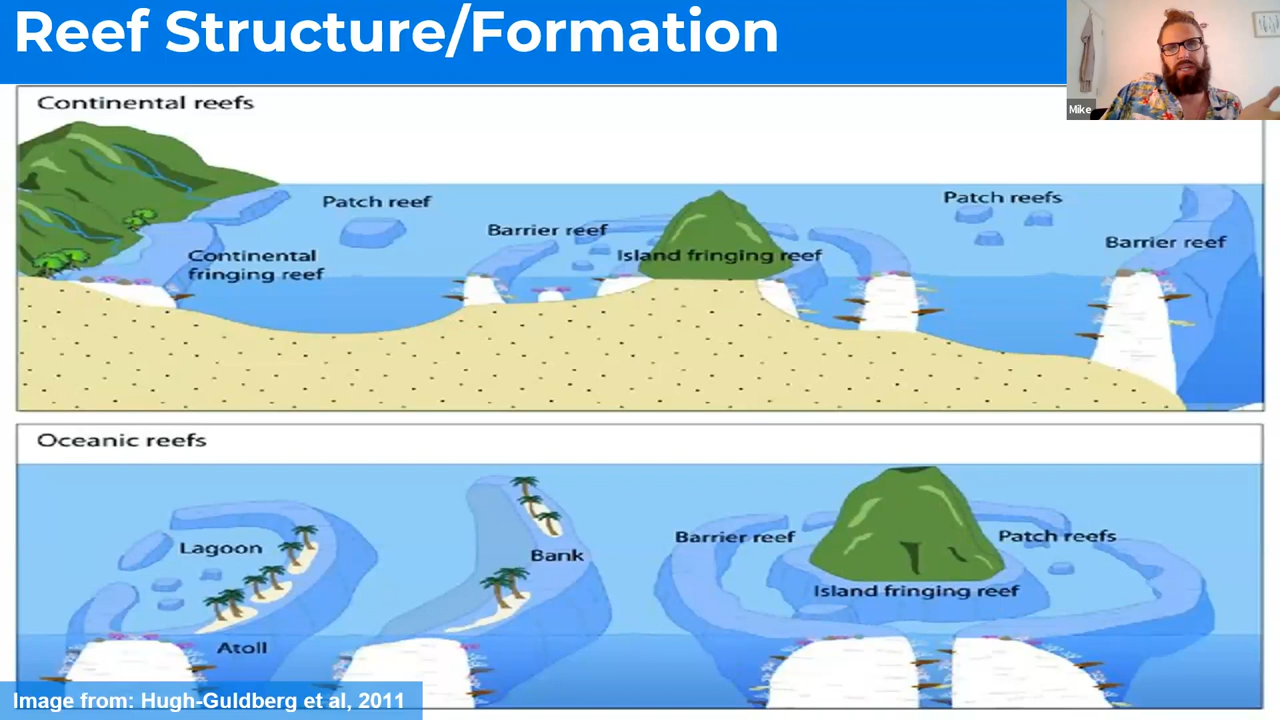 Reef Structure/Formation
Mike
Continental reefs
Patch reef
Patch reefs
Barrier reef
Barrier reef
Continental
fringing reef
Island fringing reef
Oceanic reefs
Lagoon
Bank
Barrier reef
Patch reefs
Island fringing reef
Atoll
Image from: Hugh-Guldberg et al, 2011